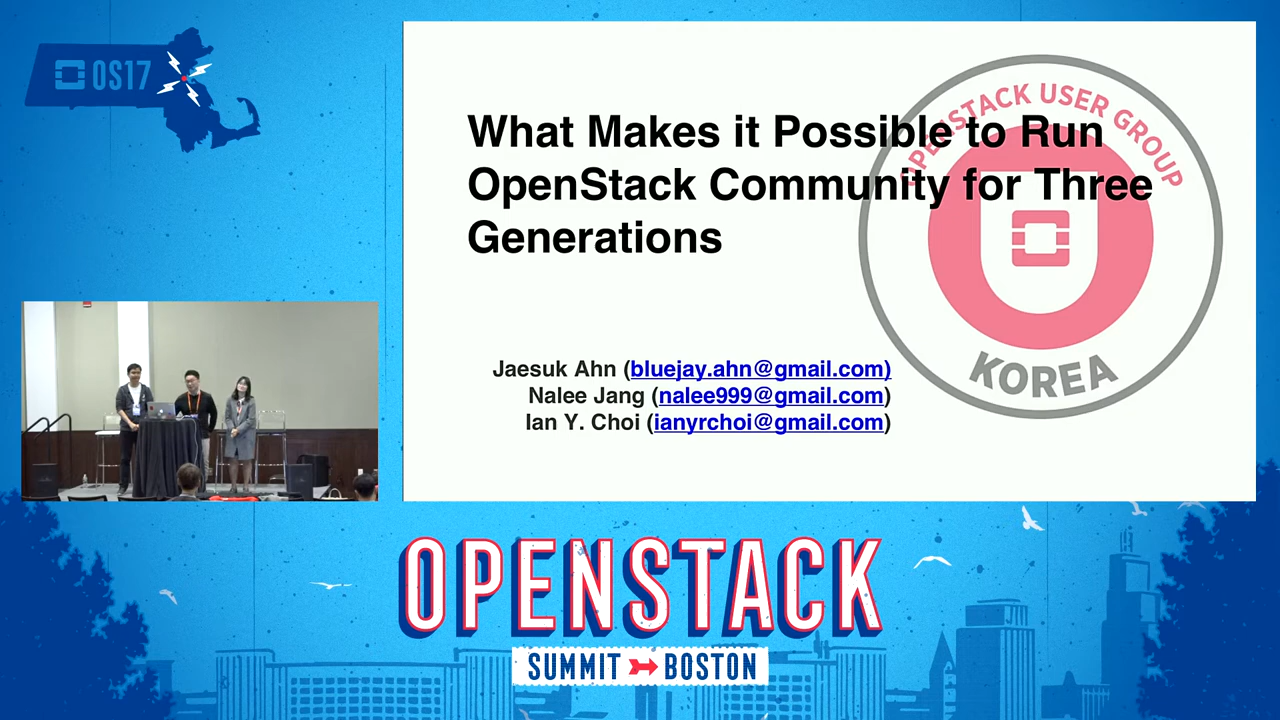 OS17
OPENSTACK USER GROUP
What Makes it Possible to Run
OpenStack Community for Three
Generations
Jaesuk Ahn (bluejay.ahn@gmail.com)
Nalee Jang (nalee999@gmail.com)
Ian Y. Choi (ianyrchoi@gmail.com)
KOREA
OPENSTACK
SUMMIT BOSTON